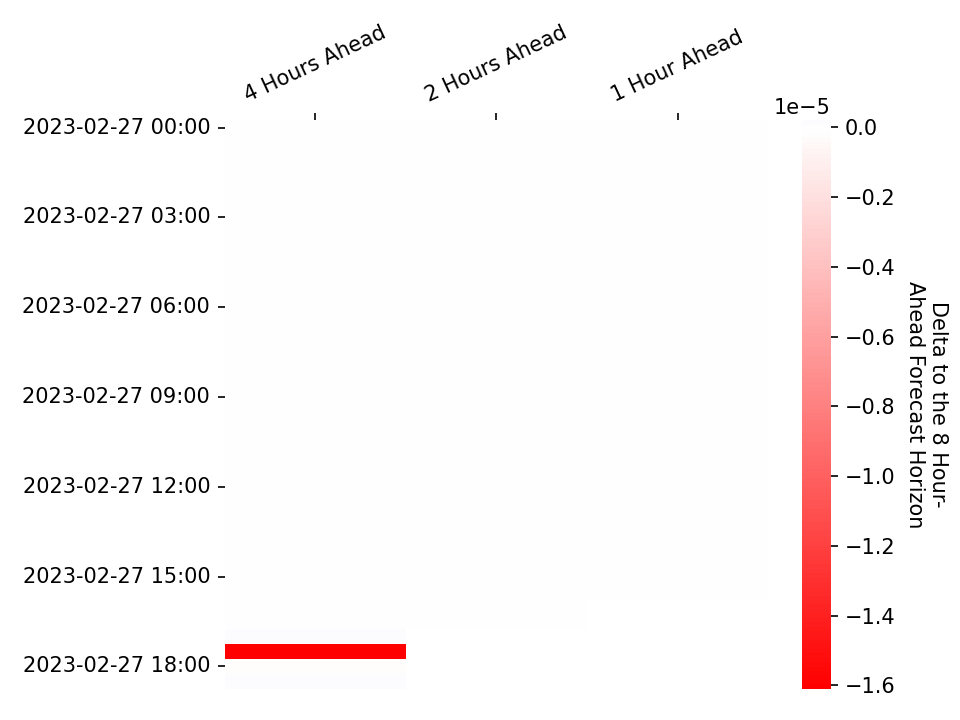 4 Hours Ahead
2 Hours Ahead
1 Hour Ahead
1e−5
2023-02-27 00:00
2023-02-27 03:00
2023-02-27 06:00
2023-02-27 09:00
2023-02-27 12:00
2023-02-27 15:00
2023-02-27 18:00
0.0
−0.2
−0.4
−0.6
−0.8
−1.0
−1.2
−1.4
−1.6
Delta to the 8 Hour-
Ahead Forecast Horizon